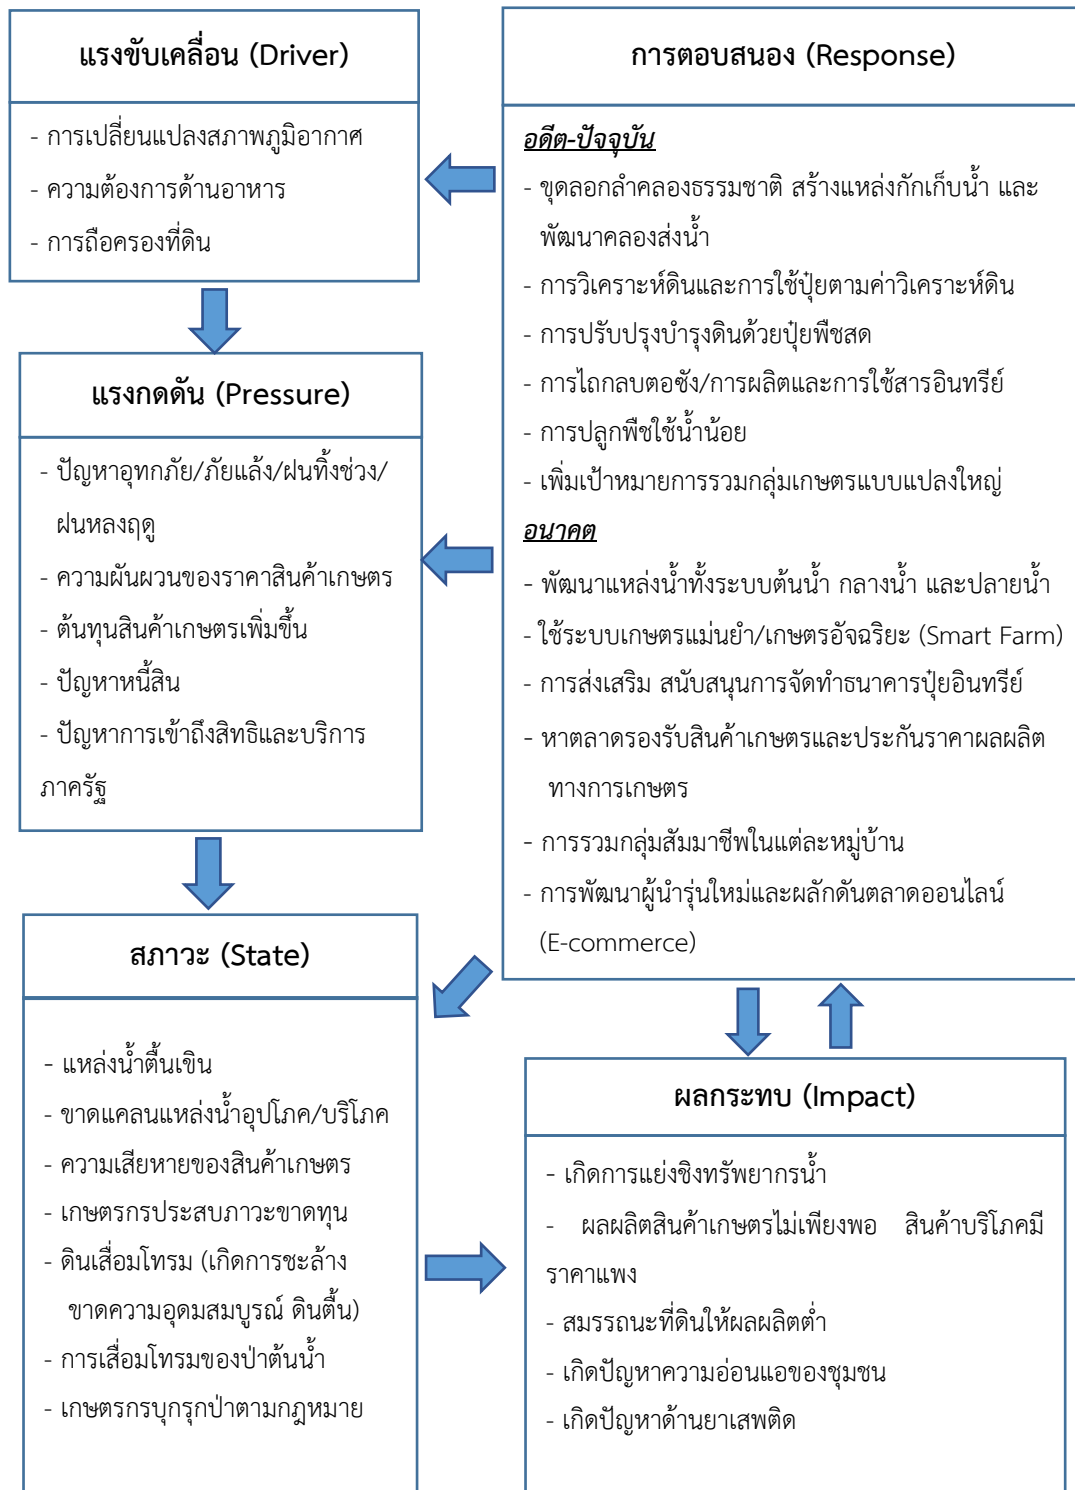 แรงขับเคลื่อน (Driver)
- การเปลี่ยนแปลงสภาพภูมิอากาศ
- ความต้องการด้านอาหาร
- การถือครองที่ดิน
แรงกดดัน (Pressure)
- ปัญหาอุทกภัย/ภัยแล้ง/ฝนทิ้งช่วง/
ฝนหลงฤดู
- ความผันผวนของราคาสินค้าเกษตร
- ต้นทุนสินค้าเกษตรเพิ่มขึ้น
- ปัญหาหนี้สิน
- ปัญหาการเข้าถึงสิทธิและบริการ
ภาครัฐ
สภาวะ (State)
- แหล่งน้ำตื้นเขิน
- ขาดแคลนแหล่งน้ำอุปโภค/บริโภค
- ความเสียหายของสินค้าเกษตร
- เกษตรกรประสบภาวะขาดทุน
- ดินเสื่อมโทรม (เกิดการชะล้าง
ขาดความอุดมสมบูรณ์ ดินตื้น)
- การเสื่อมโทรมของป่าต้นน้ำ
- เกษตรกรบุกรุกป่าตามกฎหมาย
การตอบสนอง (Response)
อดีต-ปัจจุบัน
- ขุดลอกลำคลองธรรมชาติ สร้างแหล่งกักเก็บน้ำ และ
พัฒนาคลองส่งน้ำ
- การวิเคราะห์ดินและการใช้ปุ๋ยตามค่าวิเคราะห์ดิน
- การปรับปรุงบำรุงดินด้วยปุ๋ยพืชสด
- การไถกลบตอซัง/การผลิตและการใช้สารอินทรีย์
- การปลูกพืชใช้น้ำน้อย
- เพิ่มเป้าหมายการรวมกลุ่มเกษตรแบบแปลงใหญ่
อนาคต
- พัฒนาแหล่งน้ำทั้งระบบต้นน้ำ กลางน้ำ และปลายน้ำ
- ใช้ระบบเกษตรแม่นยำ/เกษตรอัจฉริยะ (Smart Farm)
- การส่งเสริม สนับสนุนการจัดทำธนาคารปุ๋ยอินทรีย์
- หาตลาดรองรับสินค้าเกษตรและประกันราคาผลผลิต
ทางการเกษตร
- การรวมกลุ่มสัมมาชีพในแต่ละหมู่บ้าน
- การพัฒนาผู้นำรุ่นใหม่และผลักดันตลาดออนไลน์
(E-commerce)
ผลกระทบ (Impact)
- เกิดการแย่งชิงทรัพยากรน้ำ
- ผลผลิตสินค้าเกษตรไม่เพียงพอ สินค้าบริโภคมี
ราคาแพง
- สมรรถนะที่ดินให้ผลผลิตต่ำ
- เกิดปัญหาความอ่อนแอของชุมชน
- เกิดปัญหาด้านยาเสพติด